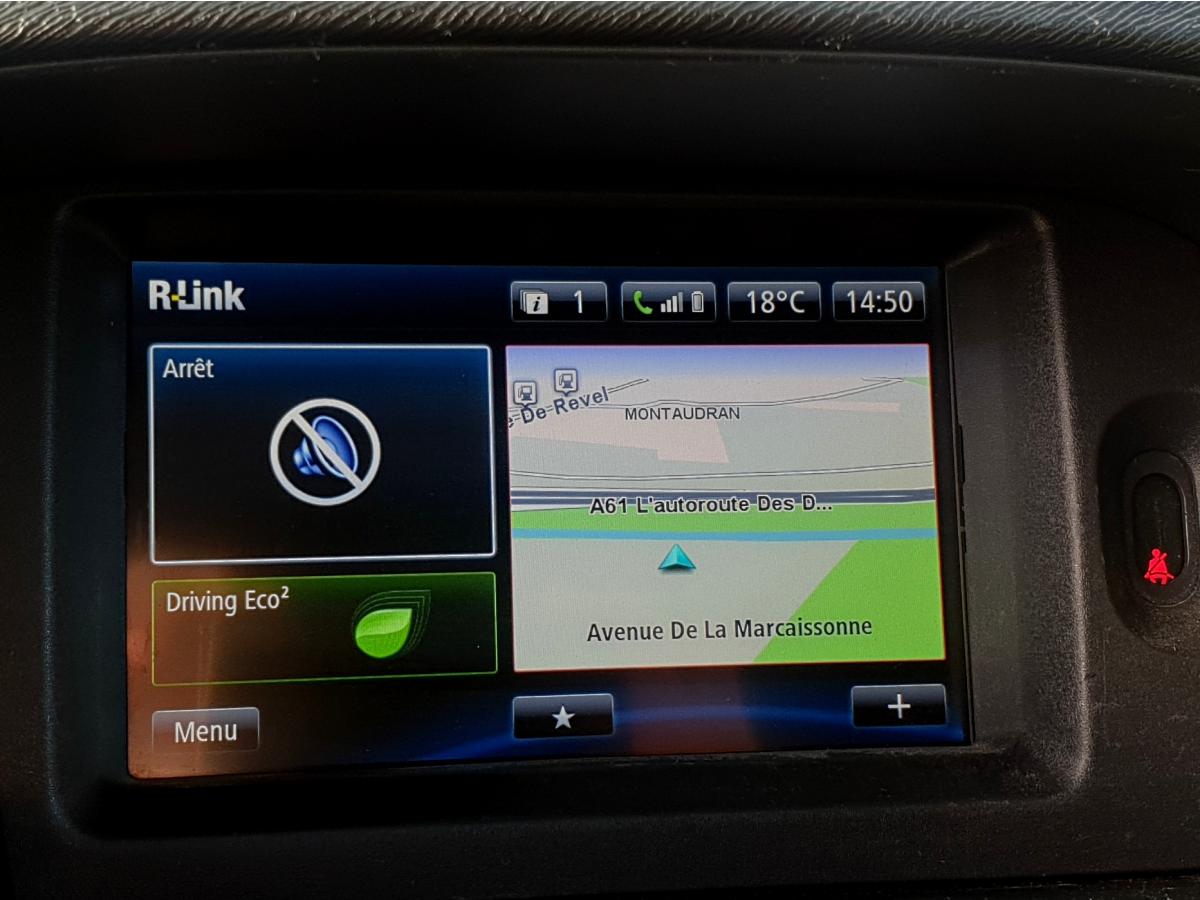 R-Link
i 1
18°C
14:50
Arrêt
e De Revel
MONTAUDRAN
A61 L'autoroute Des D...
Driving Eco²
Avenue De La Marcaissonne
Menu
+